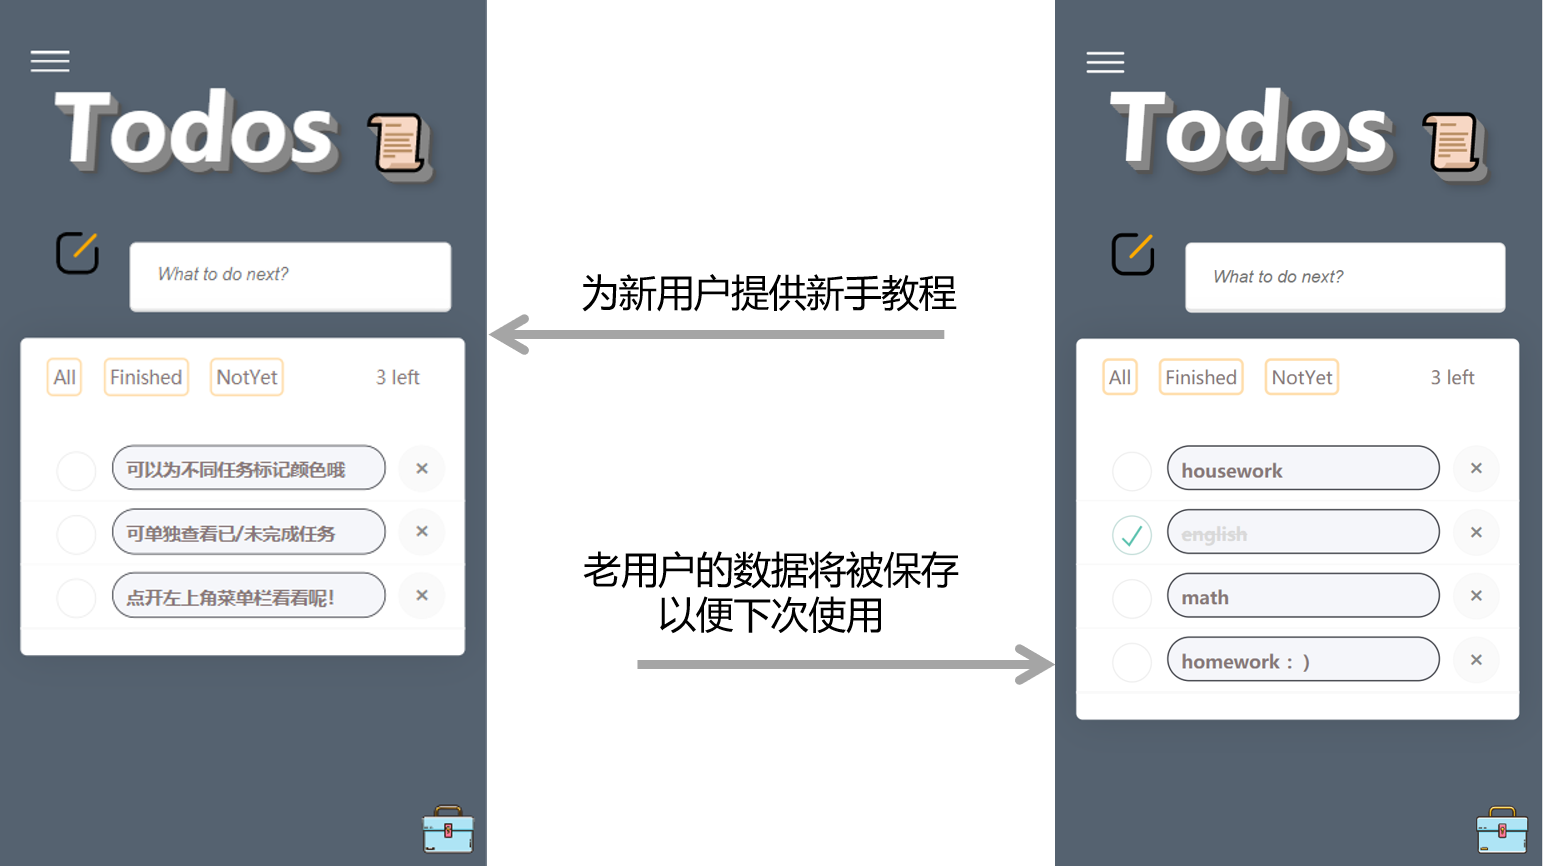 Todos
What to do next?
All Finished NotYet 3 left
可以为不同任务标记颜色哦 ×
可单独查看已/未完成任务 ×
点开左上角菜单栏看看呢! ×
为新用户提供新手教程
老用户的数据将被保存
以便下次使用
Todos
What to do next?
All Finished NotYet 3 left
housework ×
english ×
math ×
homework：) ×